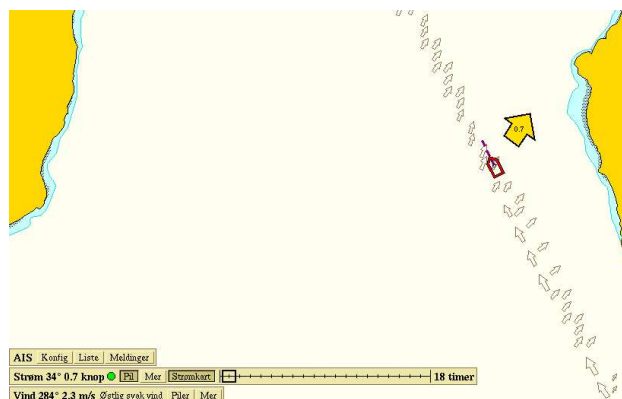 0.7
AIS Konfig Liste Meldinger
Strøm 34° 0.7 knop Pil Mer Strømkart 18 timer
Vind 284° 2.3 m/s Østlig svak vind Piler Mer